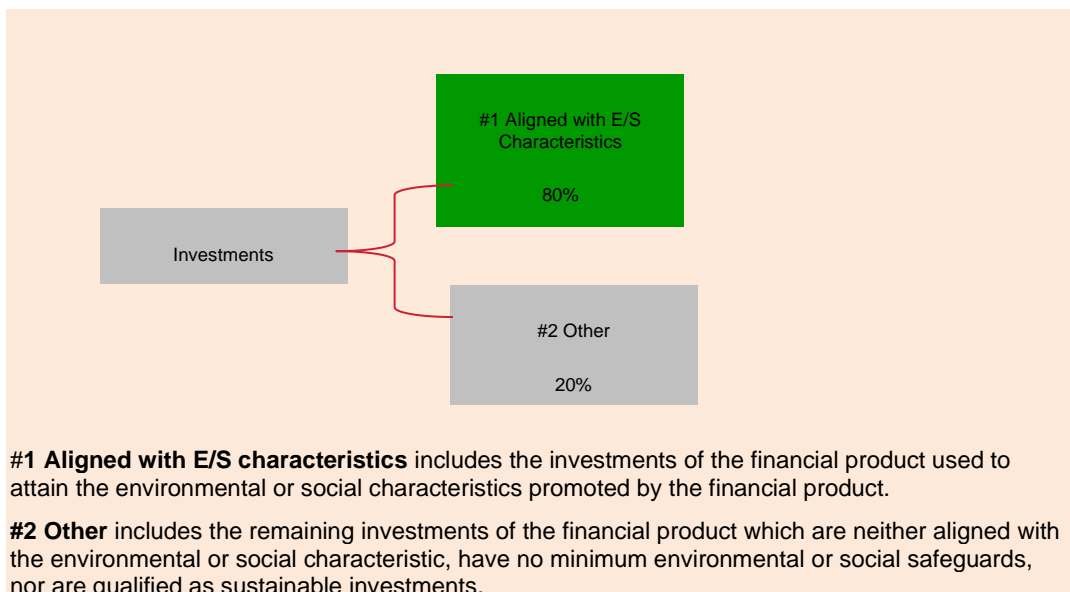 #1 Aligned with E/S
Characteristics
80%
Investments
#2 Other
20%
#1 Aligned with E/S characteristics includes the investments of the financial product used to
attain the environmental or social characteristics promoted by the financial product.
#2 Other includes the remaining investments of the financial product which are neither aligned with
the environmental or social characteristic, have no minimum environmental or social safeguards,
nor are qualified as sustainable investments.